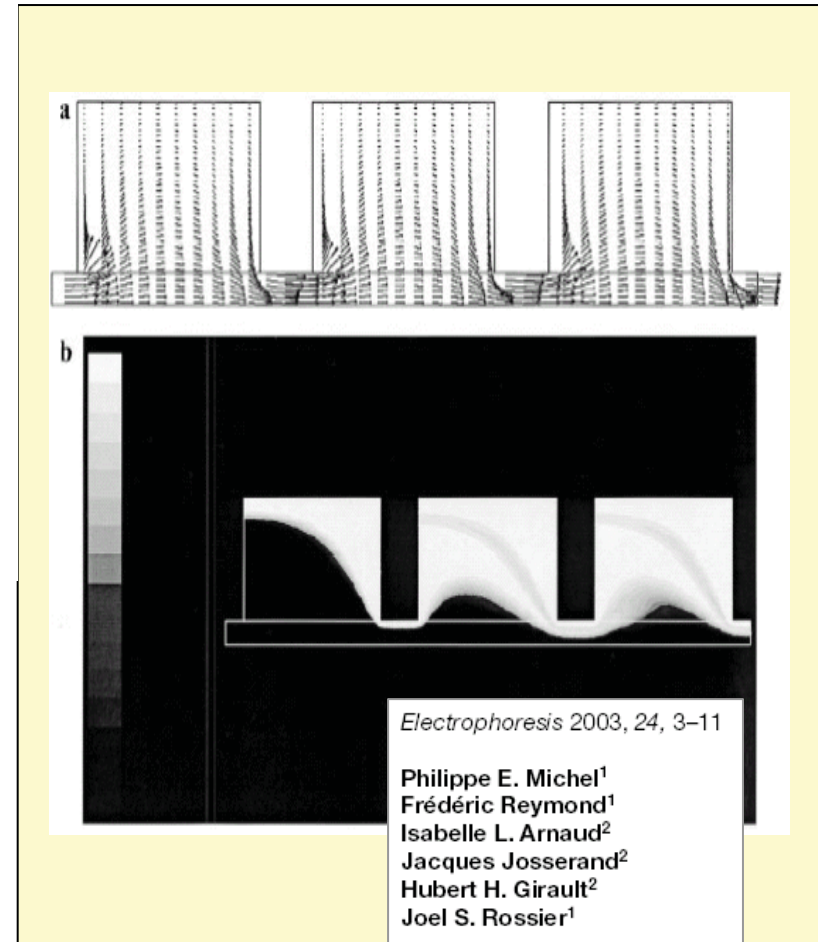 a
b
Electrophoresis 2003, 24, 3–11
Philippe E. Michel¹
Frédéric Reymond¹
Isabelle L. Arnaud²
Jacques Josserand²
Hubert H. Girault²
Joel S. Rossier¹